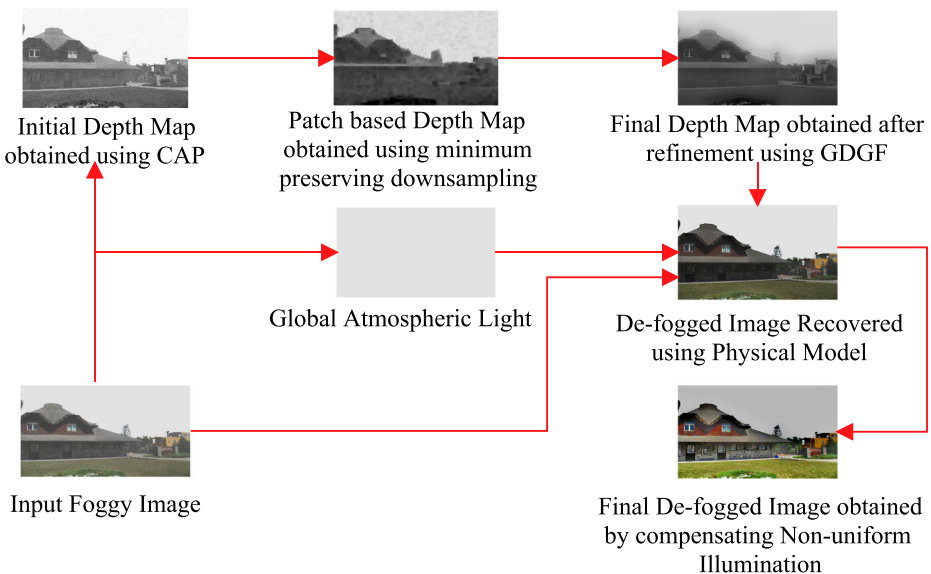 Initial Depth Map
obtained using CAP
Patch based Depth Map
obtained using minimum
preserving downsampling
Final Depth Map obtained after
refinement using GDGF
Global Atmospheric Light
De-fogged Image Recovered
using Physical Model
Input Foggy Image
Final De-fogged Image obtained
by compensating Non-uniform
Illumination